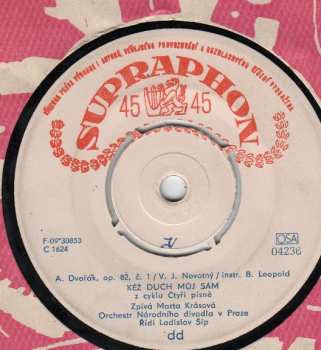 SUPRAPHON
45 45
F-09*30853
C 1624
OSA
04236
A. Dvořák, op. 82, č. 1/V. J. Novotný/instr. B. Leopold
KÉŽ DUCH MŮJ SÁM
z cyklu Čtyři písně
Zpívá Marta Krásová
Orchestr Národního divadla v Praze
Řídí Ladislav Šíp
dd